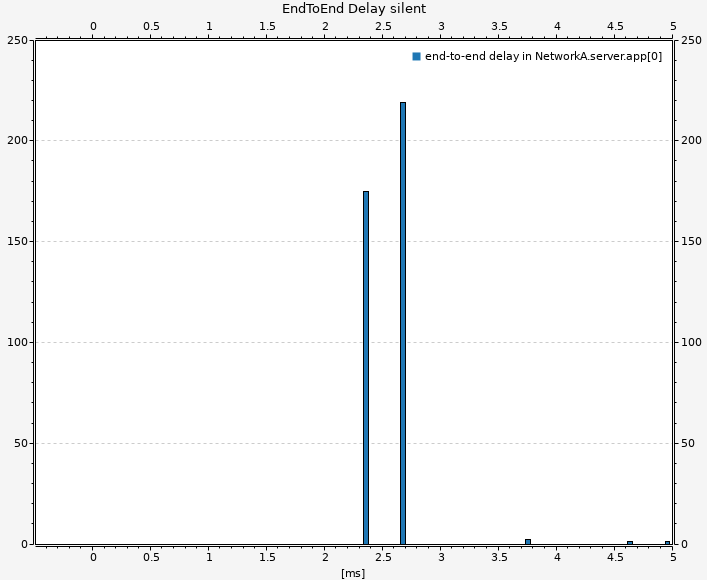 EndToEnd Delay silent
0 0.5 1 1.5 2 2.5 3 3.5 4 4.5 5
250 250
end-to-end delay in NetworkA.server.app[0]
200 200
150 150
100 100
50 50
0 0
0 0.5 1 1.5 2 2.5 3 3.5 4 4.5 5
[ms]